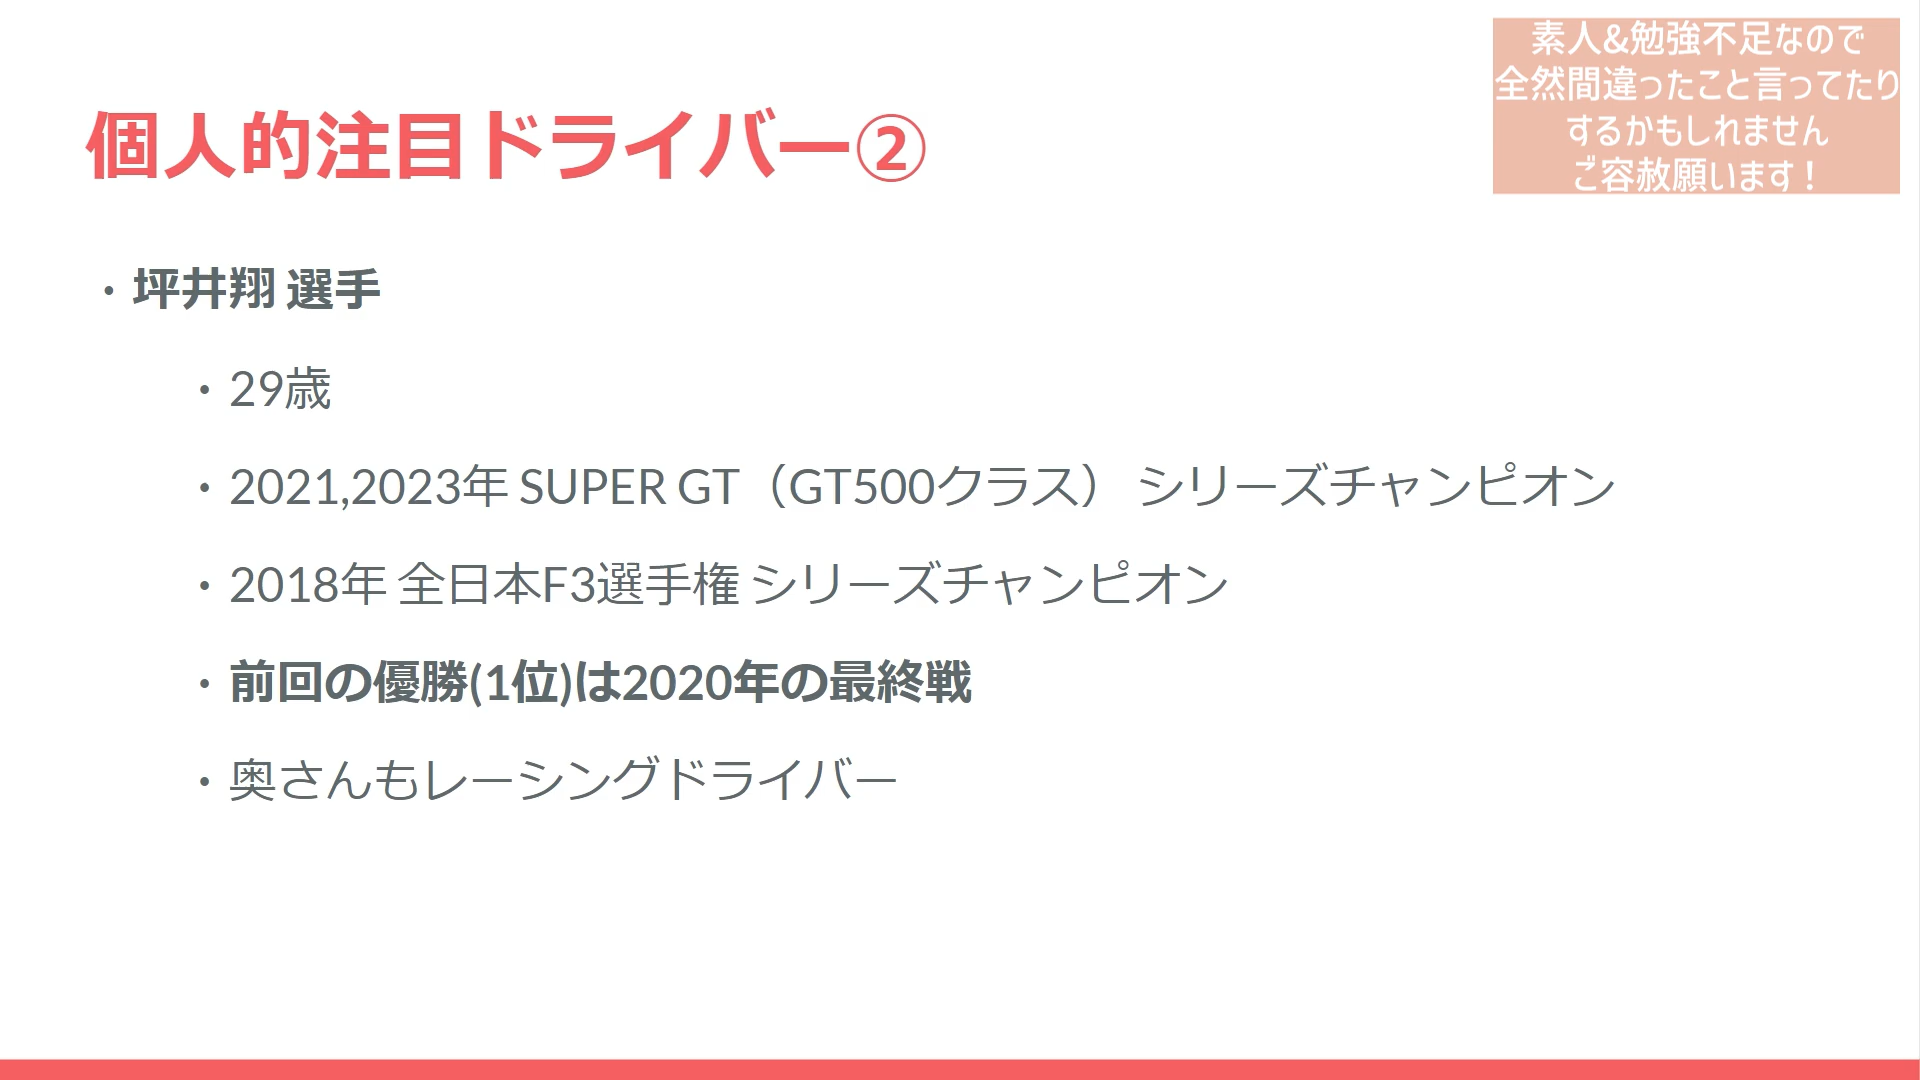 個人的注目ドライバー②
素人&勉強不足なので
全然間違ったこと言ってたり
するかもしれません
ご容赦願います！
・坪井翔 選手
・29歳
・2021,2023年 SUPER GT（GT500クラス） シリーズチャンピオン
・2018年 全日本F3選手権 シリーズチャンピオン
・前回の優勝(1位)は2020年の最終戦
・奥さんもレーシングドライバー